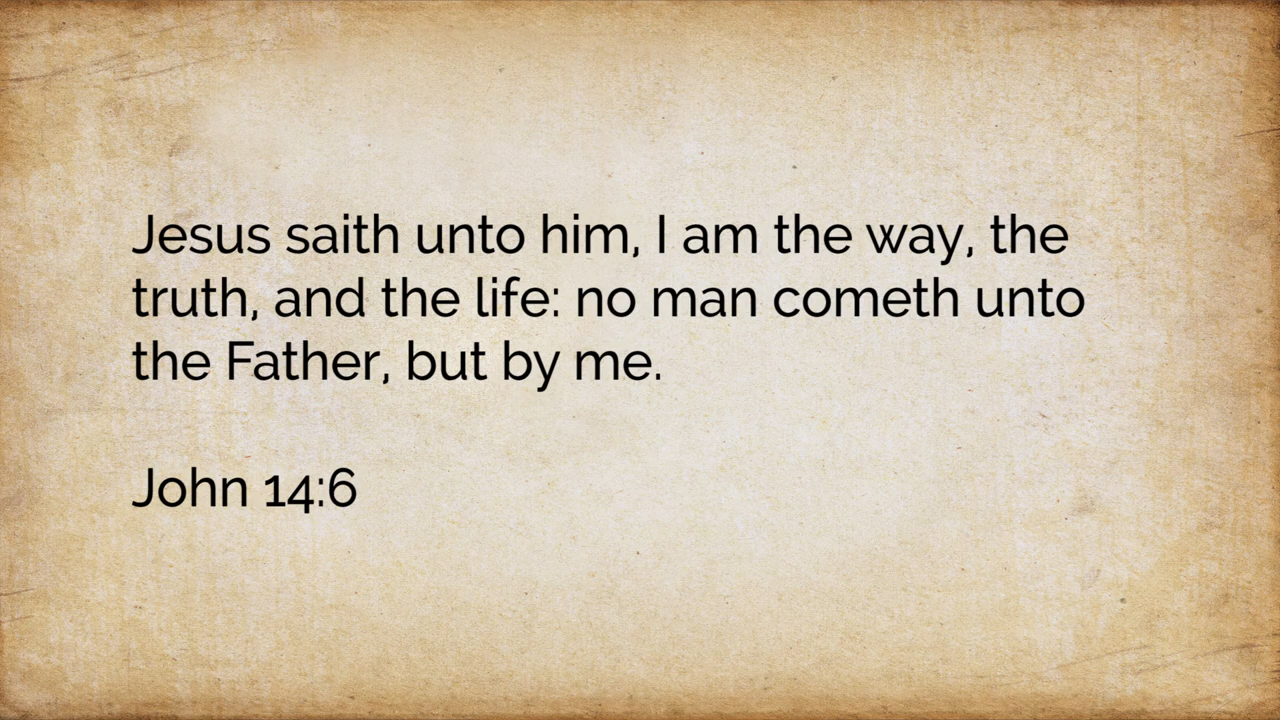 Jesus saith unto him, I am the way, the
truth, and the life: no man cometh unto
the Father, but by me.
John 14:6